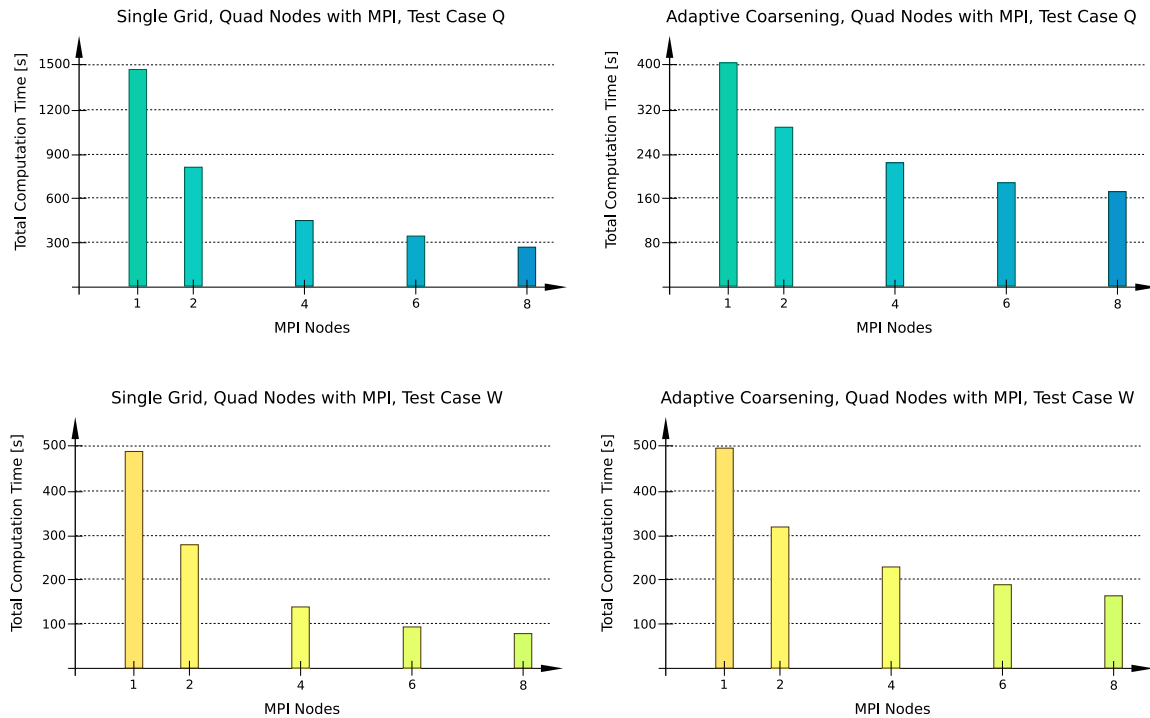 Single Grid, Quad Nodes with MPI, Test Case Q
Total Computation Time [s]
1500
1200
900
600
300
1 2 4 6 8
MPI Nodes
Adaptive Coarsening, Quad Nodes with MPI, Test Case Q
Total Computation Time [s]
400
320
240
160
80
1 2 4 6 8
MPI Nodes
Single Grid, Quad Nodes with MPI, Test Case W
Total Computation Time [s]
500
400
300
200
100
1 2 4 6 8
MPI Nodes
Adaptive Coarsening, Quad Nodes with MPI, Test Case W
Total Computation Time [s]
500
400
300
200
100
1 2 4 6 8
MPI Nodes